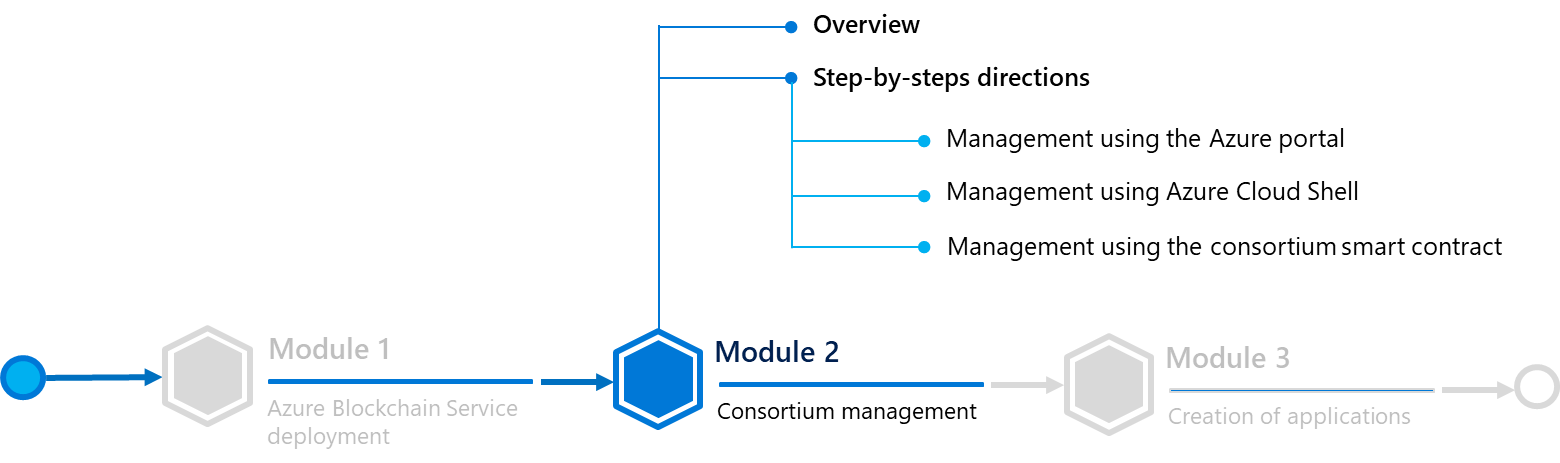 Overview
Step-by-steps directions
Management using the Azure portal
Management using Azure Cloud Shell
Management using the consortium smart contract
Module 1
Azure Blockchain Service
deployment
Module 2
Consortium management
Module 3
Creation of applications